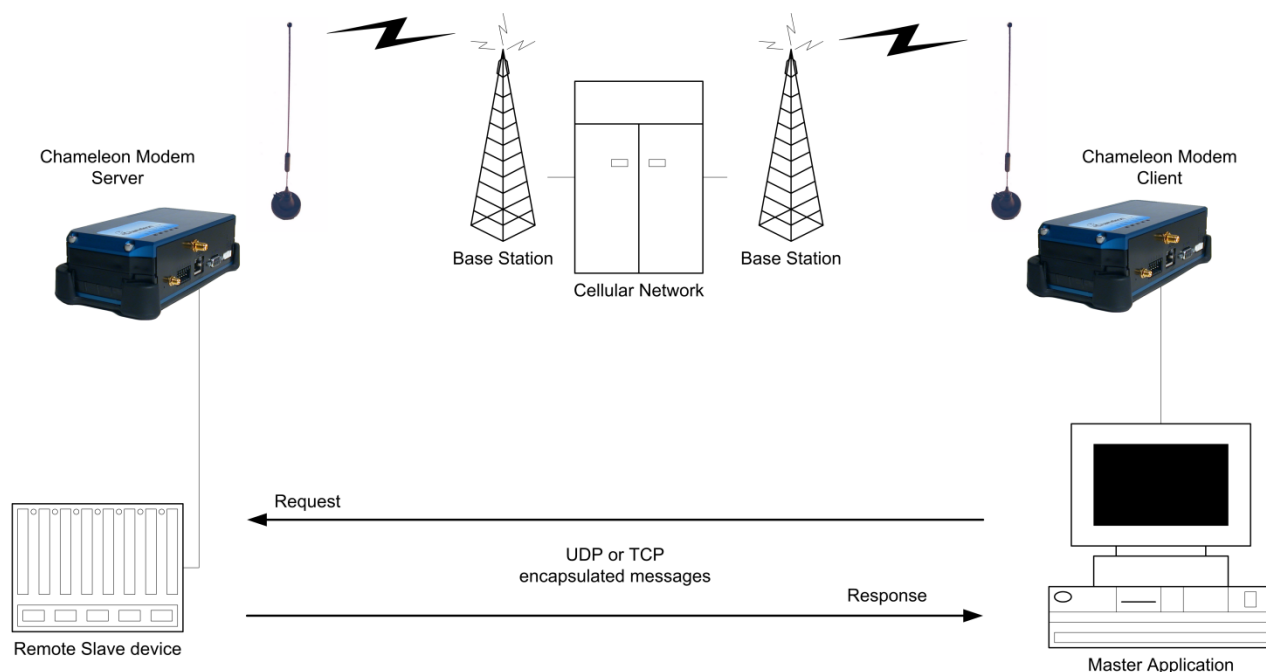 Chameleon Modem
Server
Chameleon Modem
Client
Base Station
Base Station
Cellular Network
Request
UDP or TCP
encapsulated messages
Response
Remote Slave device
Master Application